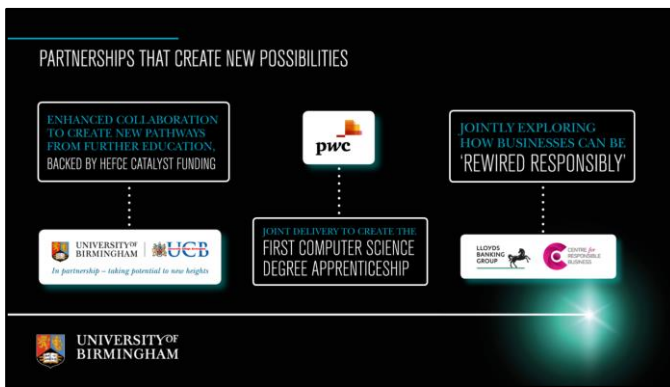 PARTNERSHIPS THAT CREATE NEW POSSIBILITIES
ENHANCED COLLABORATION
TO CREATE NEW PATHWAYS
FROM FURTHER EDUCATION,
BACKED BY HEFCE CATALYST FUNDING
UNIVERSITY OF
BIRMINGHAM
UCB
In partnership – taking potential to new heights
pwc
JOINT DELIVERY TO CREATE THE
FIRST COMPUTER SCIENCE
DEGREE APPRENTICESHIP
JOINTLY EXPLORING
HOW BUSINESSES CAN BE
‘REWIRED RESPONSIBLY’
LLOYDS
BANKING
GROUP
CENTRE for
RESPONSIBLE
BUSINESS
UNIVERSITY OF
BIRMINGHAM